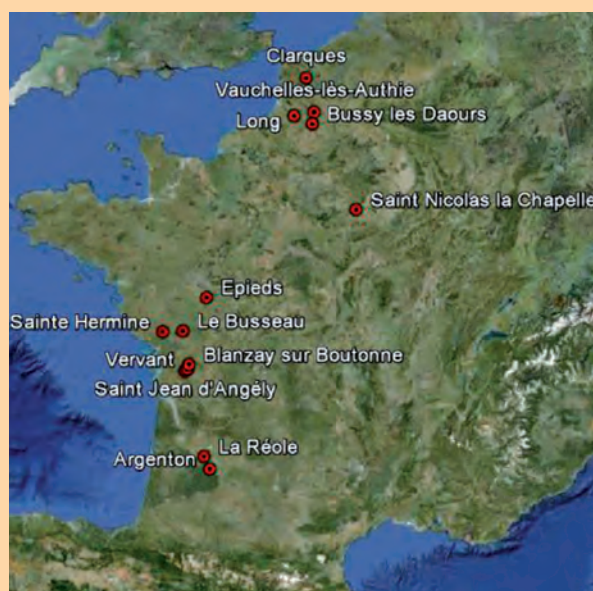 Clarques
Vauchelles-lès-Authie
Long
Bussy les Daours
Saint Nicolas la Chapelle
Epieds
Sainte Hermine
Le Busseau
Vervant
Blanzay sur Boutonne
Saint Jean d'Angély
La Réole
Argenton